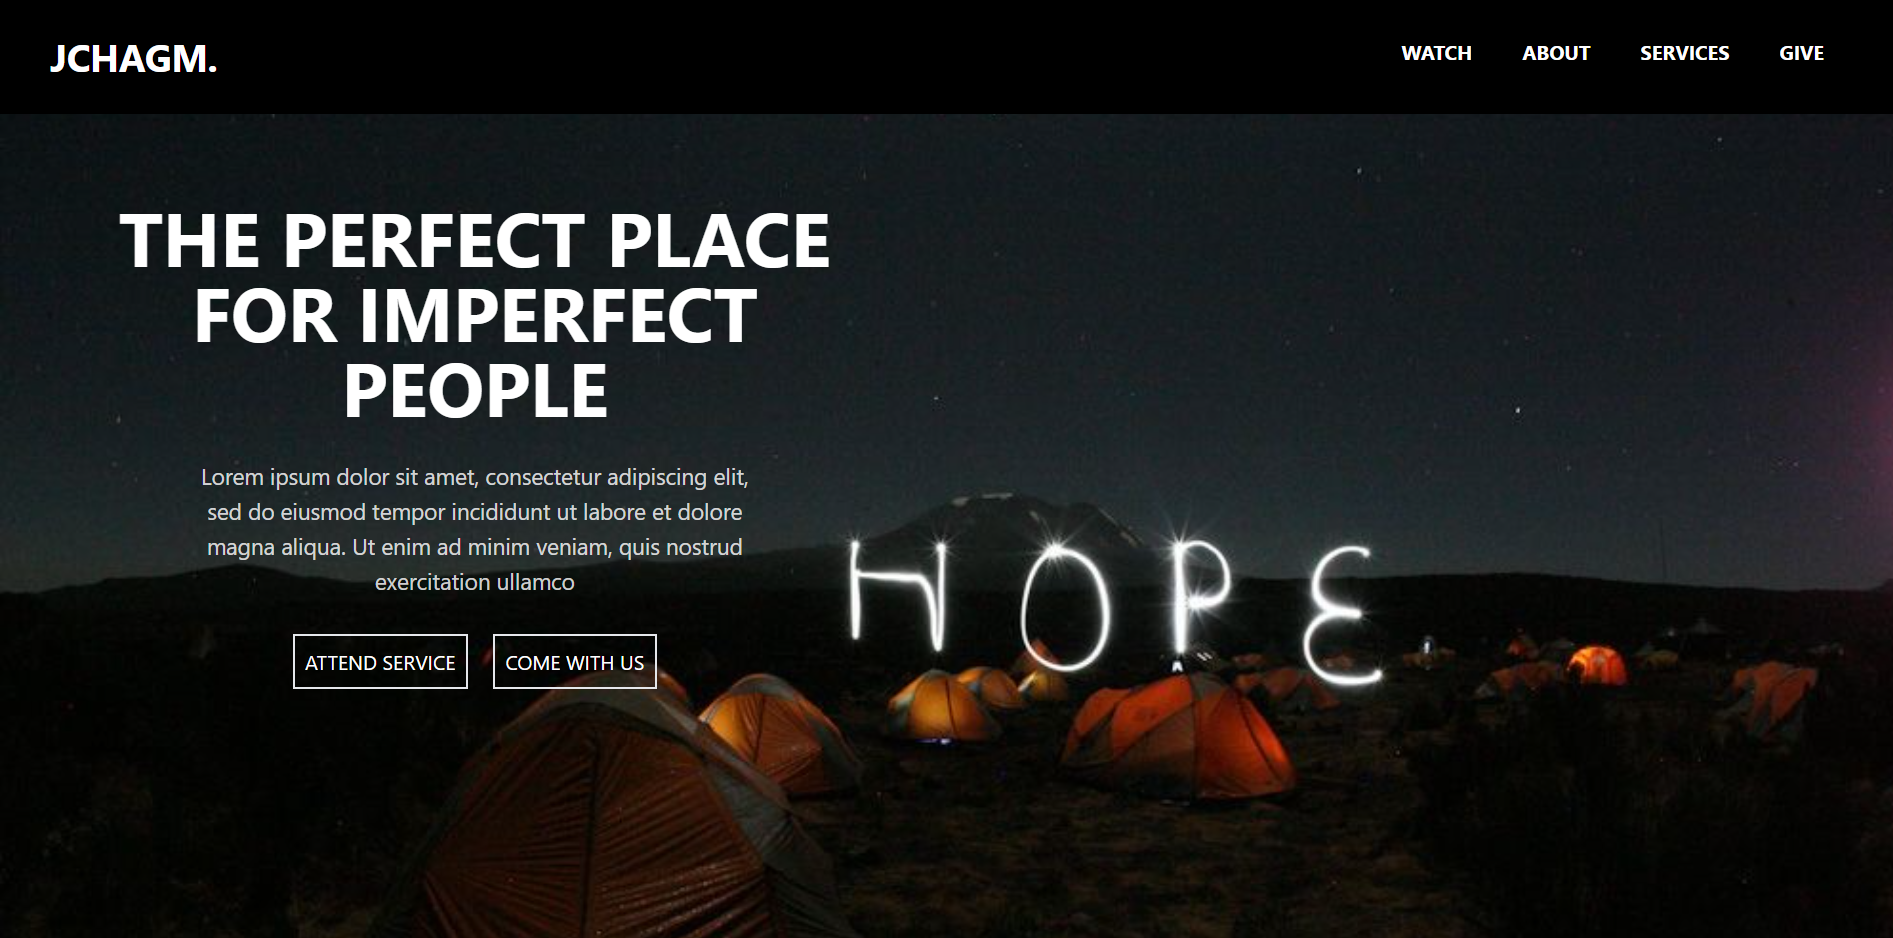 JCHAGM.
WATCH ABOUT SERVICES GIVE
THE PERFECT PLACE
FOR IMPERFECT
PEOPLE
Lorem ipsum dolor sit amet, consectetur adipiscing elit,
sed do eiusmod tempor incididunt ut labore et dolore
magna aliqua. Ut enim ad minim veniam, quis nostrud
exercitation ullamco
HOPE
ATTEND SERVICE COME WITH US